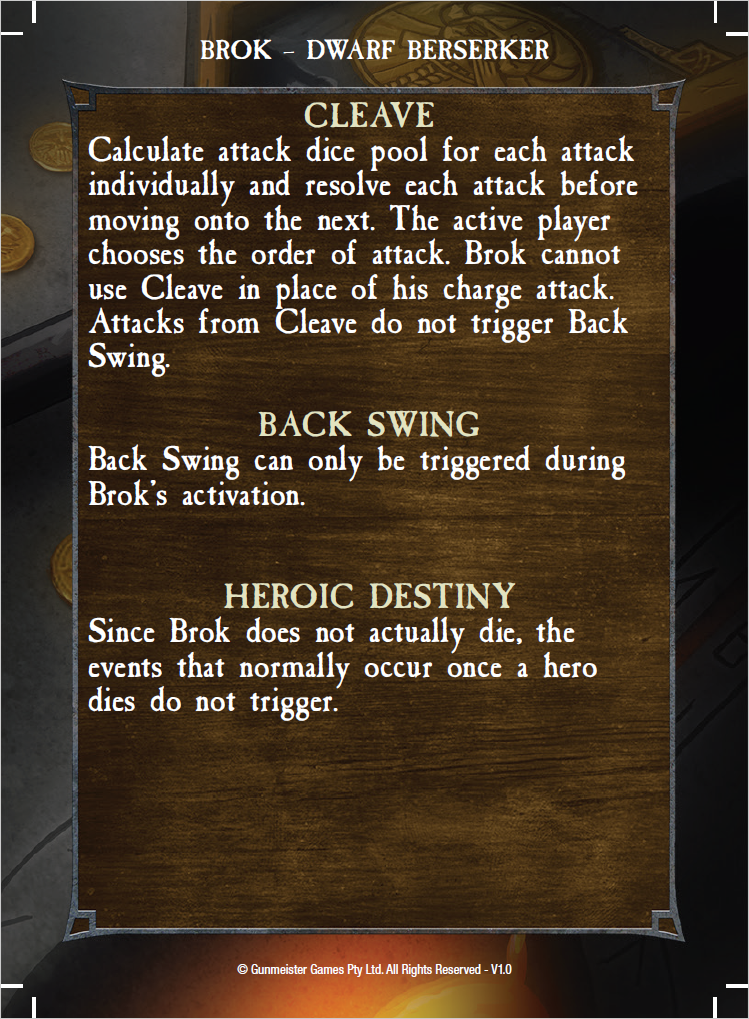 BROK – DWARF BERSERKER
CLEAVE
Calculate attack dice pool for each attack
individually and resolve each attack before
moving onto the next. The active player
chooses the order of attack. Brok cannot
use Cleave in place of his charge attack.
Attacks from Cleave do not trigger Back
Swing.
BACK SWING
Back Swing can only be triggered during
Brok's activation.
HEROIC DESTINY
Since Brok does not actually die, the
events that normally occur once a hero
dies do not trigger.
© Gunmeister Games Pty Ltd. All Rights Reserved - V1.0